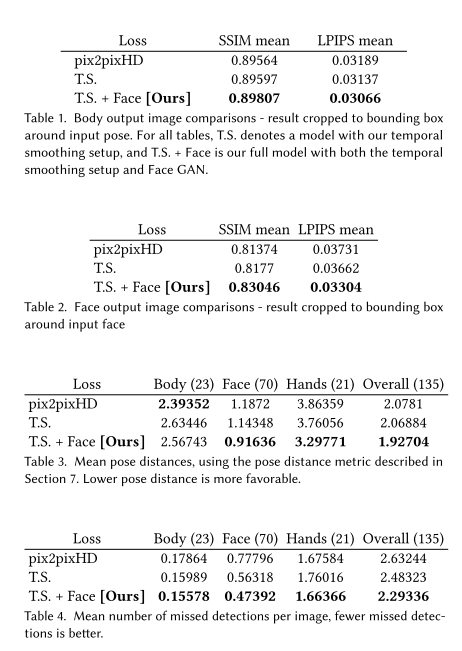 Loss SSIM mean LPIPS mean
pix2pixHD 0.89564 0.03189
T.S. 0.89597 0.03137
T.S. + Face [Ours] 0.89807 0.03066
Table 1. Body output image comparisons - result cropped to bounding box
around input pose. For all tables, T.S. denotes a model with our temporal
smoothing setup, and T.S. + Face is our full model with both the temporal
smoothing setup and Face GAN.
Loss SSIM mean LPIPS mean
pix2pixHD 0.81374 0.03731
T.S. 0.8177 0.03662
T.S. + Face [Ours] 0.83046 0.03304
Table 2. Face output image comparisons - result cropped to bounding box
around input face
Loss Body (23) Face (70) Hands (21) Overall (135)
pix2pixHD 2.39352 1.1872 3.86359 2.0781
T.S. 2.63446 1.14348 3.76056 2.06884
T.S. + Face [Ours] 2.56743 0.91636 3.29771 1.92704
Table 3. Mean pose distances, using the pose distance metric described in
Section 7. Lower pose distance is more favorable.
Loss Body (23) Face (70) Hands (21) Overall (135)
pix2pixHD 0.17864 0.77796 1.67584 2.63244
T.S. 0.15989 0.56318 1.76016 2.48323
T.S. + Face [Ours] 0.15578 0.47392 1.66366 2.29336
Table 4. Mean number of missed detections per image, fewer missed detec-
tions is better.